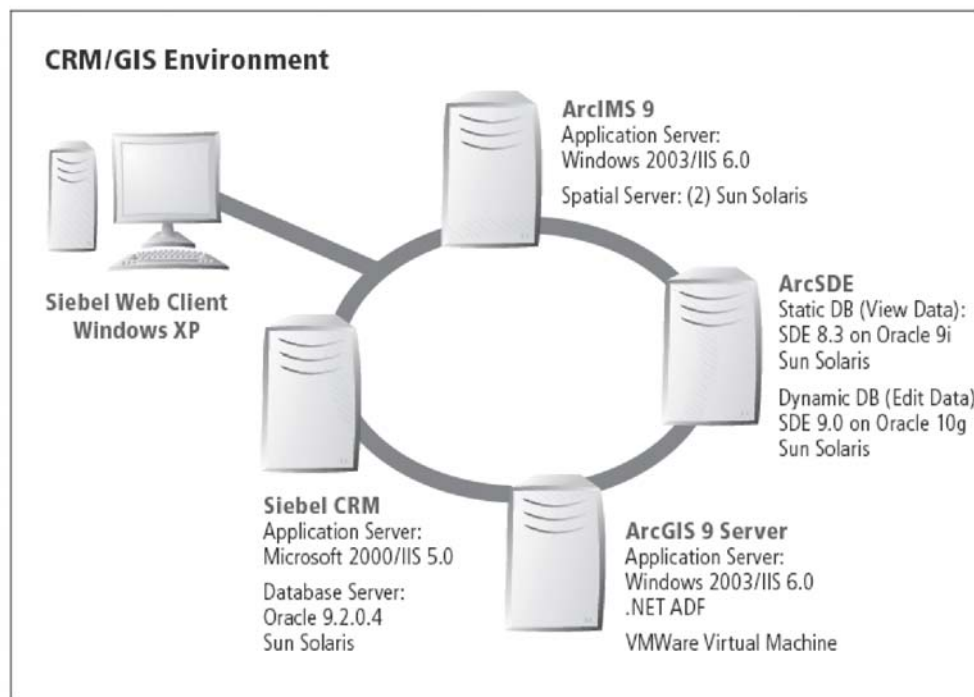 CRM/GIS Environment
ArcIMS 9
Application Server:
Windows 2003/IIS 6.0
Spatial Server: (2) Sun Solaris
Siebel Web Client
Windows XP
ArcSDE
Static DB (View Data):
SDE 8.3 on Oracle 9i
Sun Solaris
Dynamic DB (Edit Data)
SDE 9.0 on Oracle 10g
Sun Solaris
Siebel CRM
Application Server:
Microsoft 2000/IIS 5.0
Database Server:
Oracle 9.2.0.4
Sun Solaris
ArcGIS 9 Server
Application Server:
Windows 2003/IIS 6.0
.NET ADF
VMWare Virtual Machine